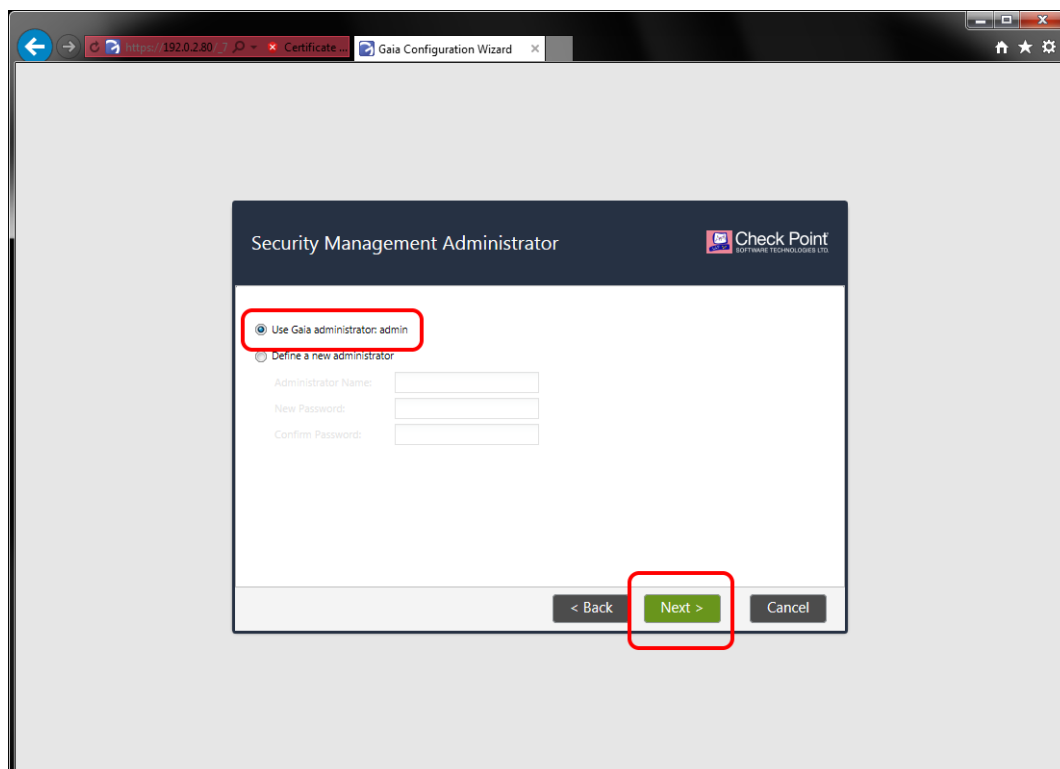 https://192.0.2.80/_7
Certificate ...
Gaia Configuration Wizard
Security Management Administrator
Check Point
SOFTWARE TECHNOLOGIES LTD.
Use Gaia administrator: admin
Define a new administrator
Administrator Name:
New Password:
Confirm Password:
< Back
Next >
Cancel